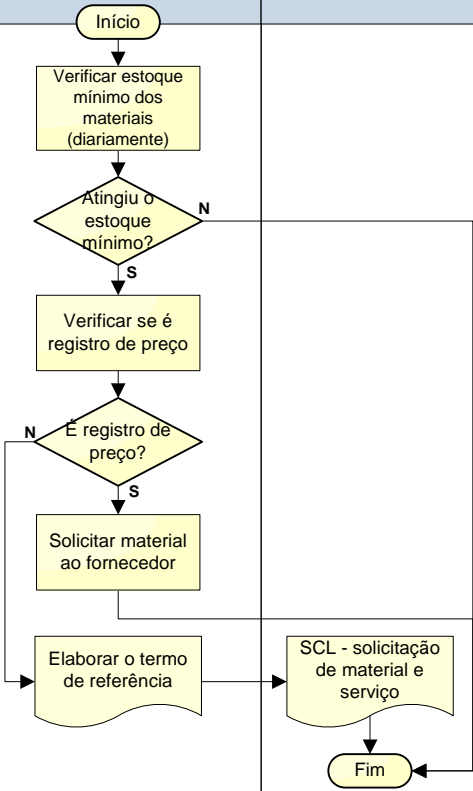 Início
Verificar estoque
mínimo dos
materiais
(diariamente)
Atingiu o
estoque
mínimo?
N
S
Verificar se é
registro de preço
N
É registro de
preço?
S
Solicitar material
ao fornecedor
Elaborar o termo
de referência
SCL - solicitação
de material e
serviço
Fim